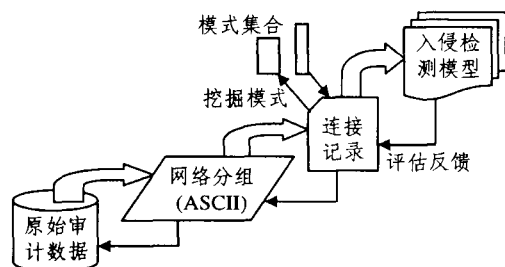 模式集合
入侵检
测模型
挖掘模式
连接
记录
评估反馈
网络分组
(ASCII)
原始审
计数据